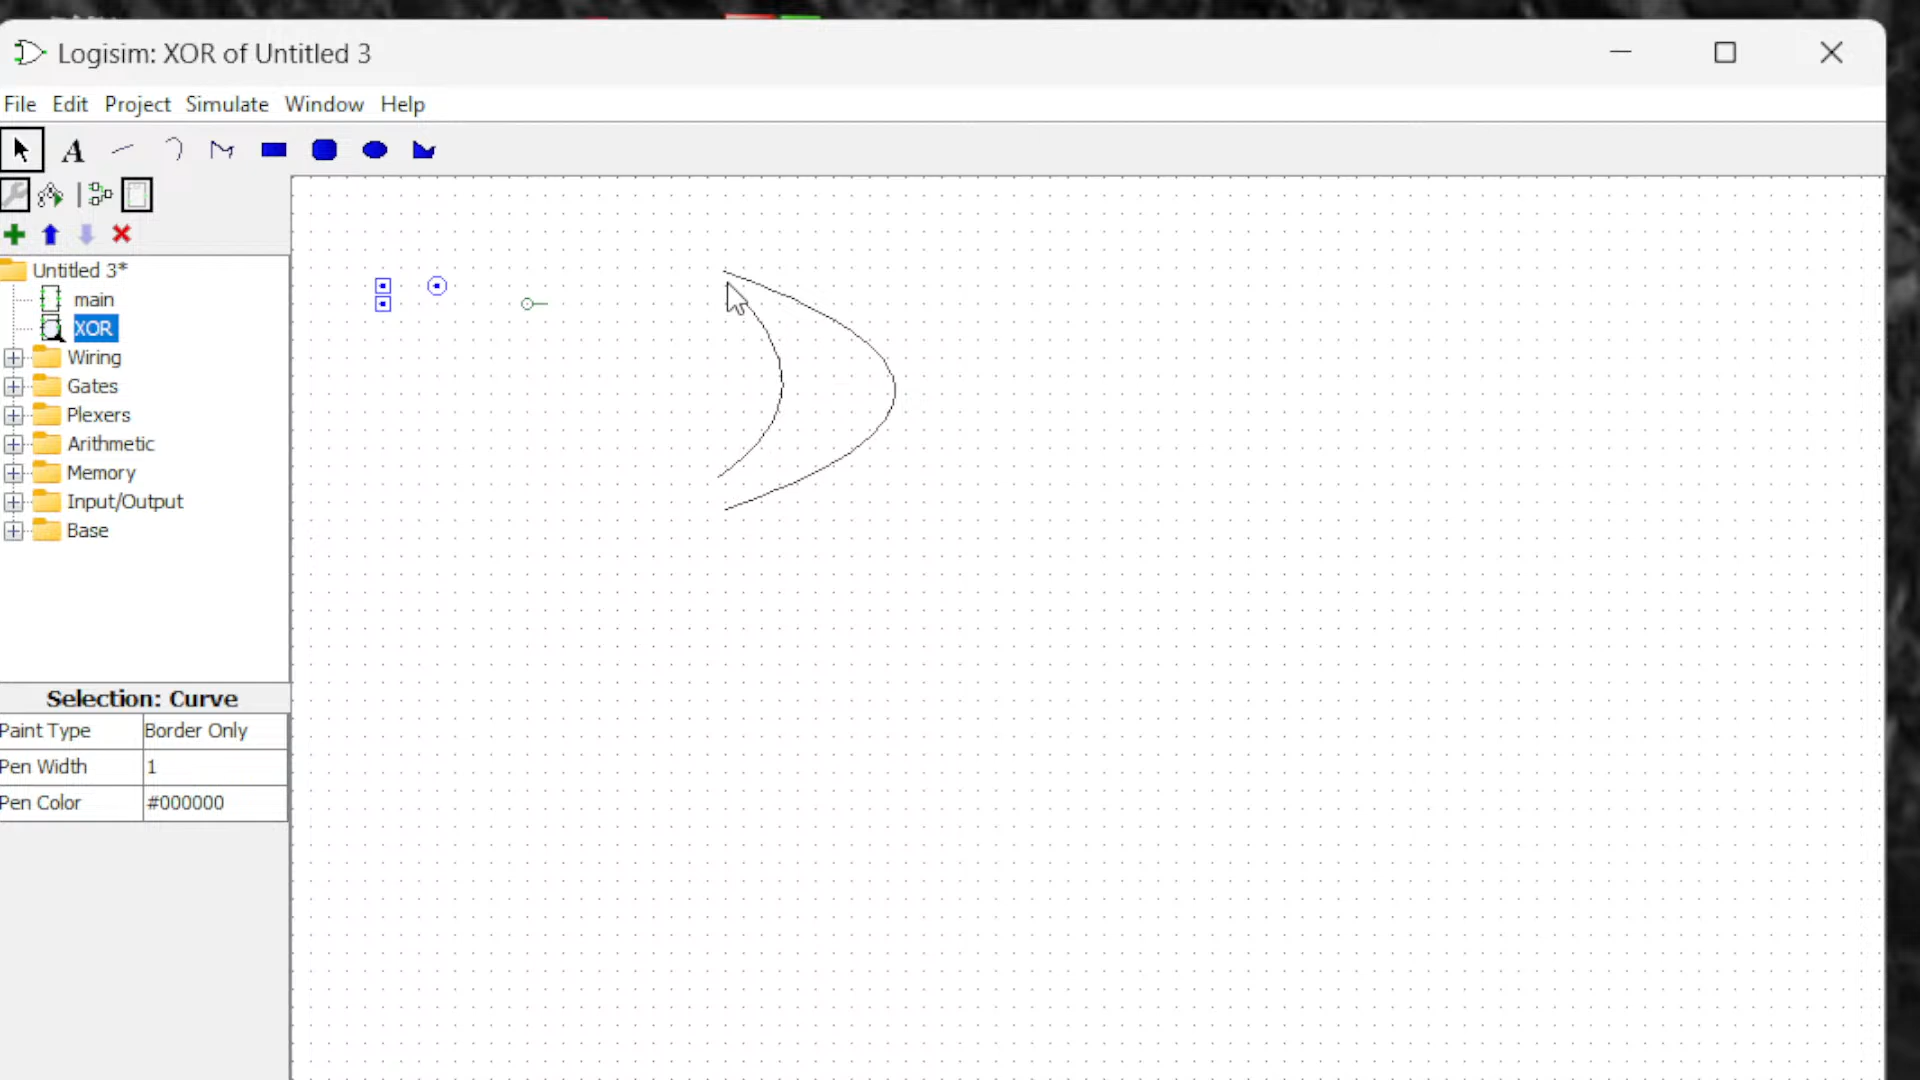 Logisim: XOR of Untitled 3
File Edit Project Simulate Window Help
A
Untitled 3*
main
XOR
Wiring
Gates
Plexers
Arithmetic
Memory
Input/Output
Base
Selection: Curve
Paint Type Border Only
Pen Width 1
Pen Color #000000